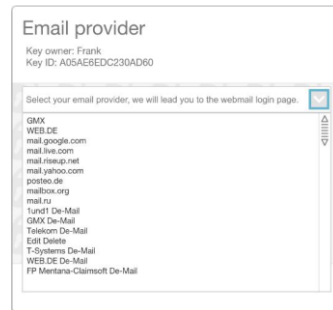 Email provider
Key owner: Frank
Key ID: A05AE6EDC230AD60
Select your email provider, we will lead you to the webmail login page.
GMX
WEB.DE
mail.google.com
mail.live.com
mail.riseup.net
mail.yahoo.com
posteo.de
mailbox.org
mail.ru
1und1 De-Mail
GMX De-Mail
Telekom De-Mail
Edit Delete
T-Systems De-Mail
WEB.DE De-Mail
FP Mentana-Claimsoft De-Mail